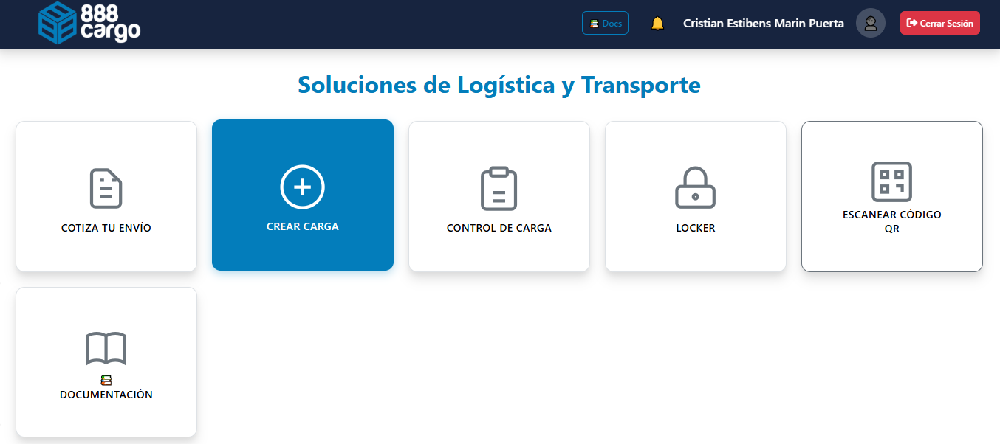 888
cargo
Docs
Cristian Estibens Marin Puerta
Cerrar Sesión
Soluciones de Logística y Transporte
COTIZA TU ENVÍO
CREAR CARGA
CONTROL DE CARGA
LOCKER
ESCANEAR CÓDIGO
QR
DOCUMENTACIÓN